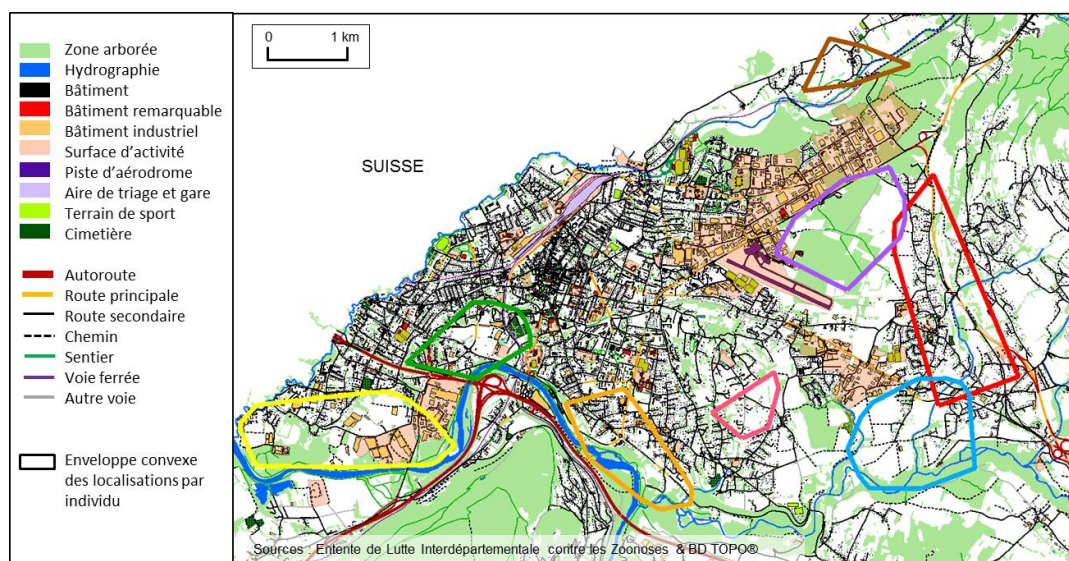 Zone arborée
Hydrographie
Bâtiment
Bâtiment remarquable
Bâtiment industriel
Surface d'activité
Piste d'aérodrome
Aire de triage et gare
Terrain de sport
Cimetière
Autoroute
Route principale
Route secondaire
Chemin
Sentier
Voie ferrée
Autre voie
Enveloppe convexe
des localisations par
individu
0 1 km
SUISSE
Sources : Entente de Lutte Interdépartementale contre les Zoonoses & BD TOPO®